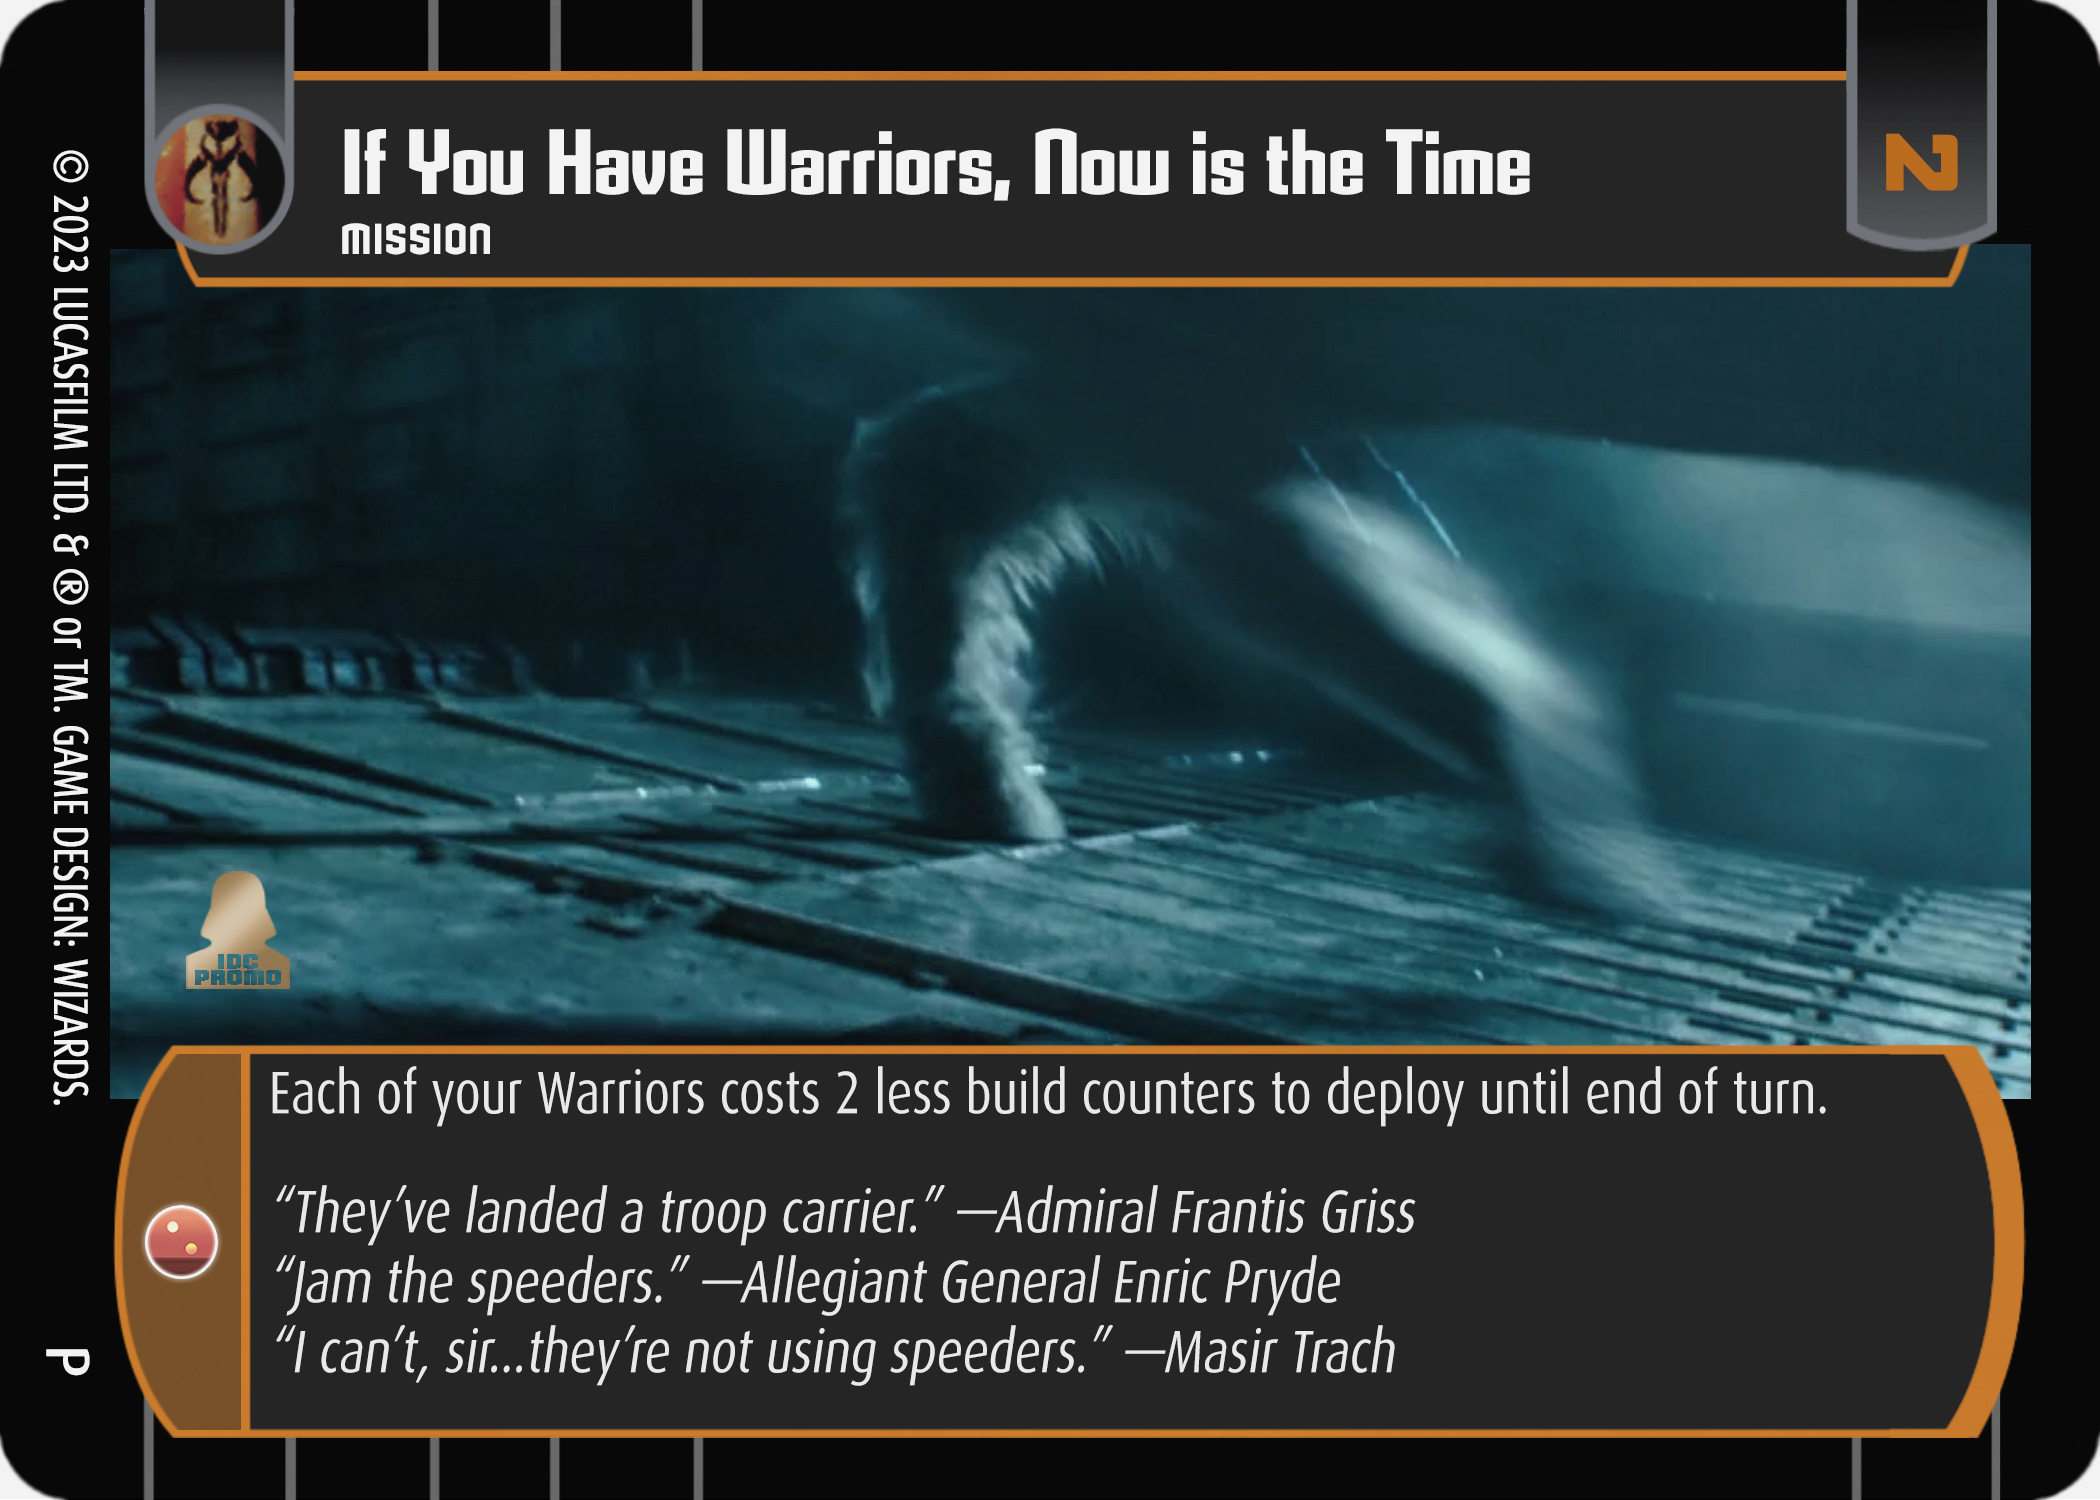 If You Have Warriors, Now is the Time
MISSION
2
© 2023 LUCASFILM LTD. & ® or TM. GAME DESIGN: WIZARDS.
IDC
PROMO
Each of your Warriors costs 2 less build counters to deploy until end of turn.
“They’ve landed a troop carrier.” —Admiral Frantis Griss
“Jam the speeders.” —Allegiant General Enric Pryde
“I can’t, sir...they’re not using speeders.” —Masir Trach
P